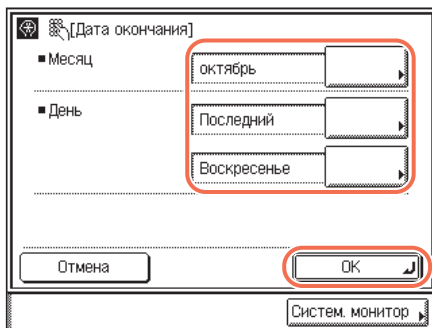 [Дата окончания]
▪ Месяц
октябрь
▪ День
Последний
Воскресенье
Отмена
OK
Систем. монитор